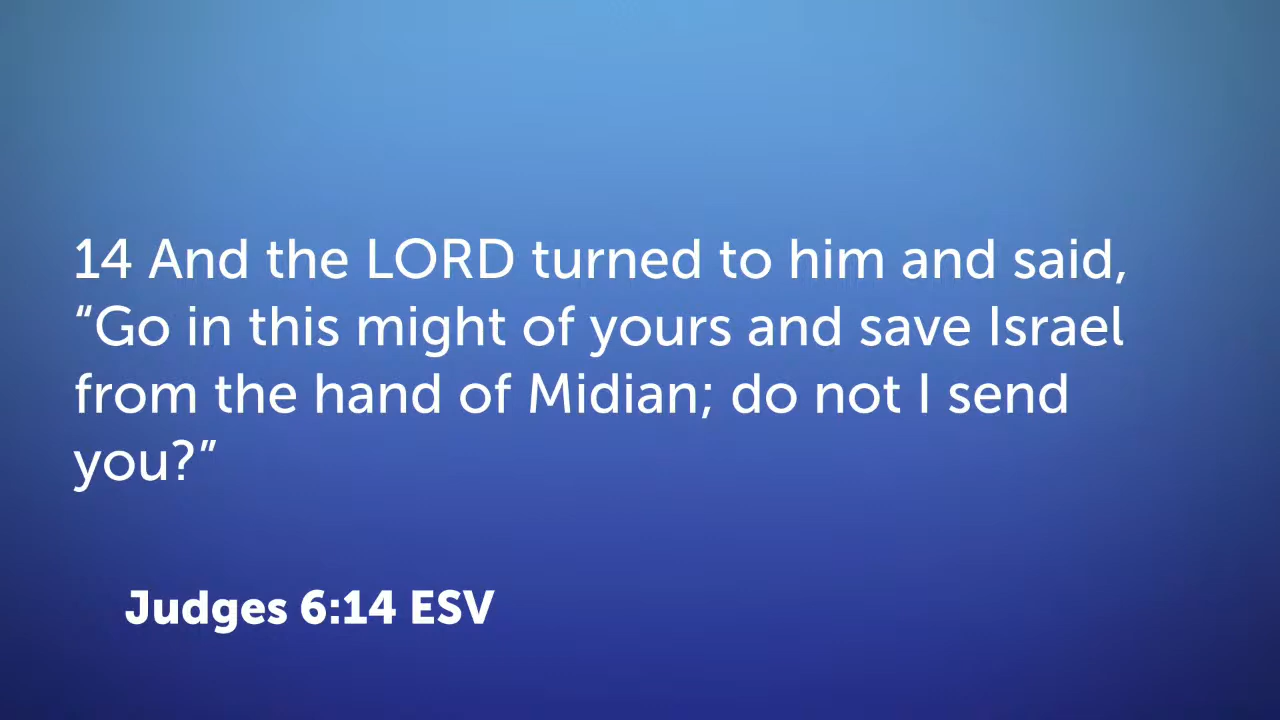 14 And the LORD turned to him and said,
“Go in this might of yours and save Israel
from the hand of Midian; do not I send
you?”
Judges 6:14 ESV